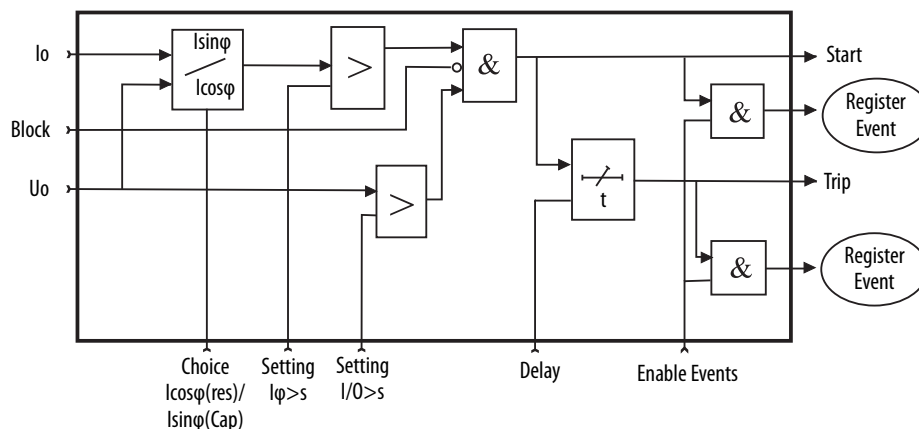 Io
Isinφ
Icosφ
>
&
Start
&
Register
Event
Block
Uo
>
t
Trip
&
Register
Event
Choice
Icosφ(res)/
Isinφ(Cap)
Setting
Iφ>s
Setting
I/0>s
Delay
Enable Events